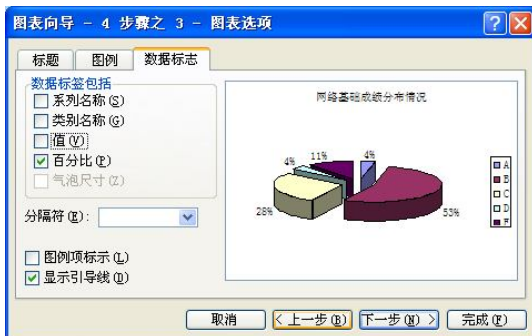 图表向导 - 4 步骤之 3 - 图表选项
标题 图例 数据标志
数据标签包括
系列名称(S)
类别名称(G)
值(V)
百分比(P)
气泡尺寸(Z)
分隔符(E):
图例项标示(L)
显示引导线(D)
网络基础成绩分布情况
4%
11%
4%
28%
53%
A
B
C
D
E
取消 < 上一步(B) 下一步(N) > 完成(F)